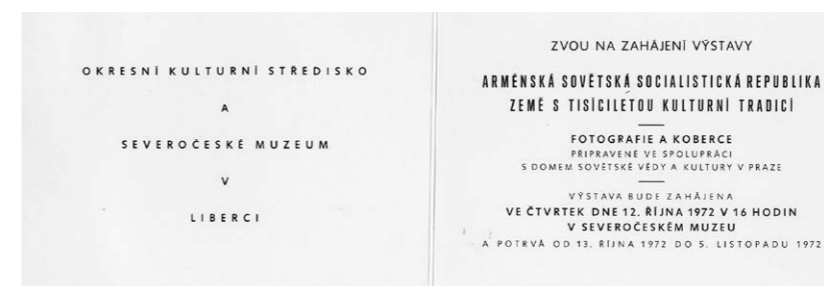 OKRESNÍ KULTURNÍ STŘEDISKO
A
SEVEROČESKÉ MUZEUM
V
LIBERCI
ZVOU NA ZAHÁJENÍ VÝSTAVY
ARMÉNSKÁ SOVĚTSKÁ SOCIALISTICKÁ REPUBLIKA
ZEMĚ S TISÍCILETOU KULTURNÍ TRADICÍ
FOTOGRAFIE A KOBERCE
PŘIPRAVENÉ VE SPOLUPRÁCI
S DOMEM SOVĚTSKÉ VĚDY A KULTURY V PRAZE
VÝSTAVA BUDE ZAHÁJENA
VE ČTVRTEK DNE 12. ŘÍJNA 1972 V 16 HODIN
V SEVEROČESKÉM MUZEU
A POTRVÁ OD 13. ŘÍJNA 1972 DO 5. LISTOPADU 1972